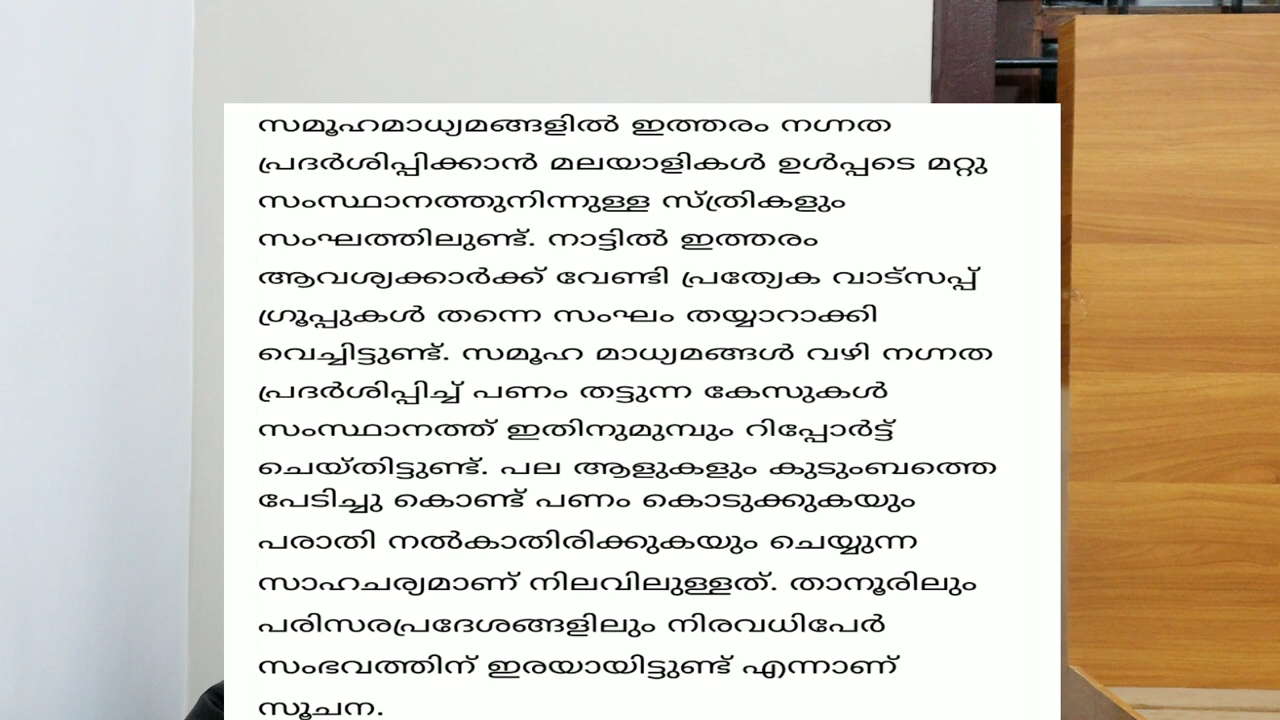 സമൂഹമാധ്യമങ്ങളിൽ ഇത്തരം നഗ്നത
പ്രദർശിപ്പിക്കാൻ മലയാളികൾ ഉൾപ്പടെ മറ്റു
സംസ്ഥാനത്തുനിന്നുള്ള സ്ത്രികളും
സംഘത്തിലുണ്ട്. നാട്ടിൽ ഇത്തരം
ആവശ്യക്കാർക്ക് വേണ്ടി പ്രത്യേക വാട്സപ്പ്
ഗ്രൂപ്പുകൾ തന്നെ സംഘം തയ്യാറാക്കി
വെച്ചിട്ടുണ്ട്. സമൂഹ മാധ്യമങ്ങൾ വഴി നഗ്നത
പ്രദർശിപ്പിച്ച് പണം തട്ടുന്ന കേസുകൾ
സംസ്ഥാനത്ത് ഇതിനുമുമ്പും റിപ്പോർട്ട്
ചെയ്തിട്ടുണ്ട്. പല ആളുകളും കുടുംബത്തെ
പേടിച്ചു കൊണ്ട് പണം കൊടുക്കുകയും
പരാതി നൽകാതിരിക്കുകയും ചെയ്യുന്ന
സാഹചര്യമാണ് നിലവിലുള്ളത്. താനൂരിലും
പരിസരപ്രദേശങ്ങളിലും നിരവധിപേർ
സംഭവത്തിന് ഇരയായിട്ടുണ്ട് എന്നാണ്
സൂചന.